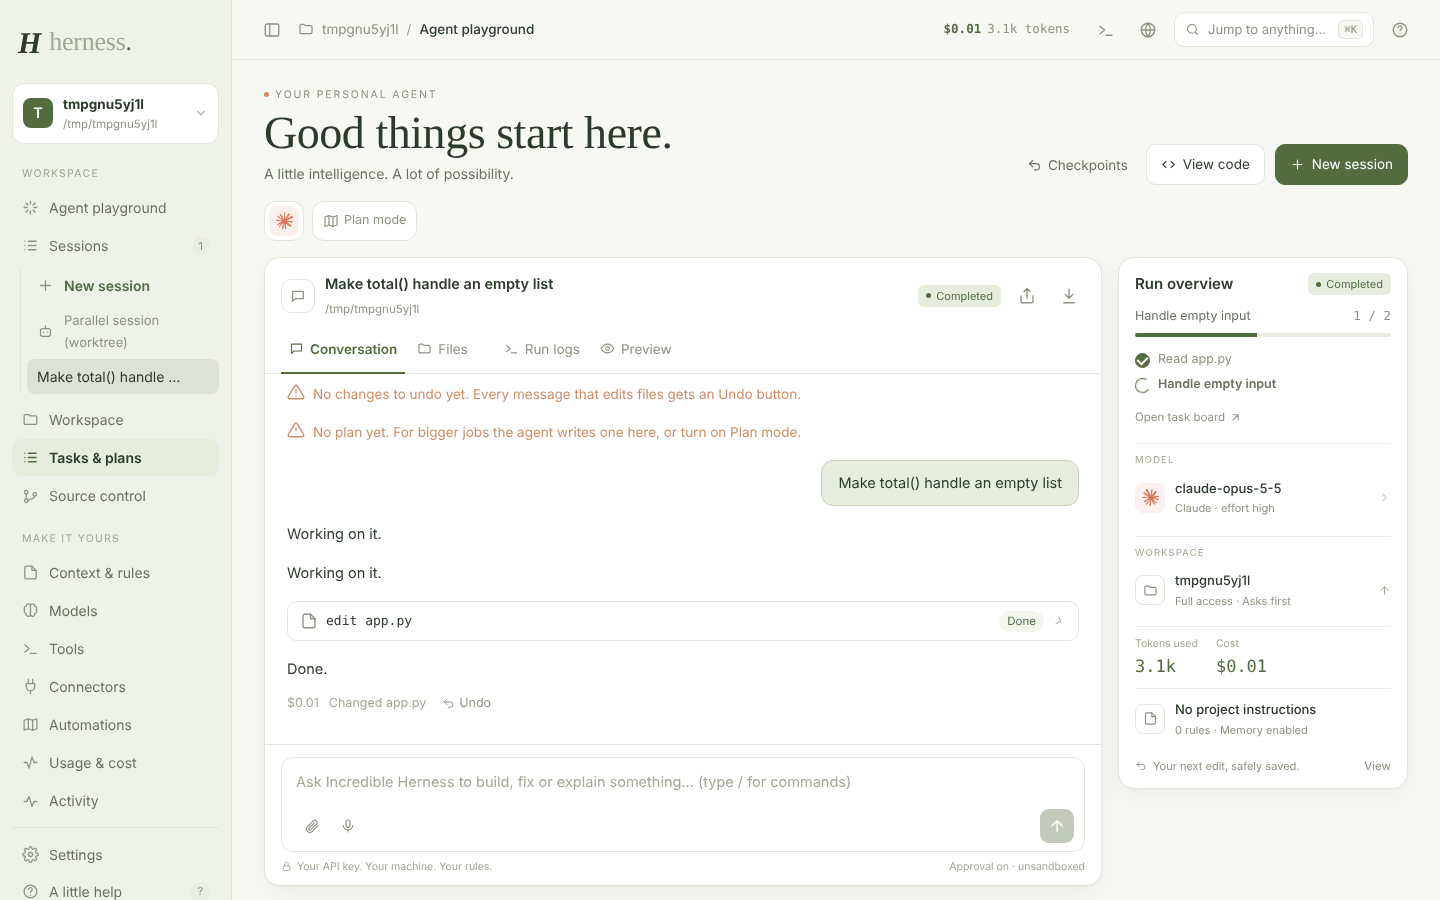 H herness.
T
tmpgnu5yj1l
/tmp/tmpgnu5yj1l
WORKSPACE
Agent playground
Sessions 1
New session
Parallel session
(worktree)
Make total() handle ...
Workspace
Tasks & plans
Source control
MAKE IT YOURS
Context & rules
Models
Tools
Connectors
Automations
Usage & cost
Activity
Settings
A little help ?
tmpgnu5yj1l / Agent playground
$0.01 3.1k tokens
Jump to anything... ⌘K
YOUR PERSONAL AGENT
Good things start here.
A little intelligence. A lot of possibility.
Checkpoints
View code
New session
Plan mode
Make total() handle an empty list
/tmp/tmpgnu5yj1l
Completed
Conversation Files Run logs Preview
No changes to undo yet. Every message that edits files gets an Undo button.
No plan yet. For bigger jobs the agent writes one here, or turn on Plan mode.
Make total() handle an empty list
Working on it.
Working on it.
edit app.py Done
Done.
$0.01 Changed app.py Undo
Ask Incredible Herness to build, fix or explain something... (type / for commands)
Your API key. Your machine. Your rules.
Approval on · unsandboxed
Run overview Completed
Handle empty input 1 / 2
Read app.py
Handle empty input
Open task board
MODEL
claude-opus-5-5
Claude · effort high
WORKSPACE
tmpgnu5yj1l
Full access · Asks first
Tokens used Cost
3.1k $0.01
No project instructions
0 rules · Memory enabled
Your next edit, safely saved. View